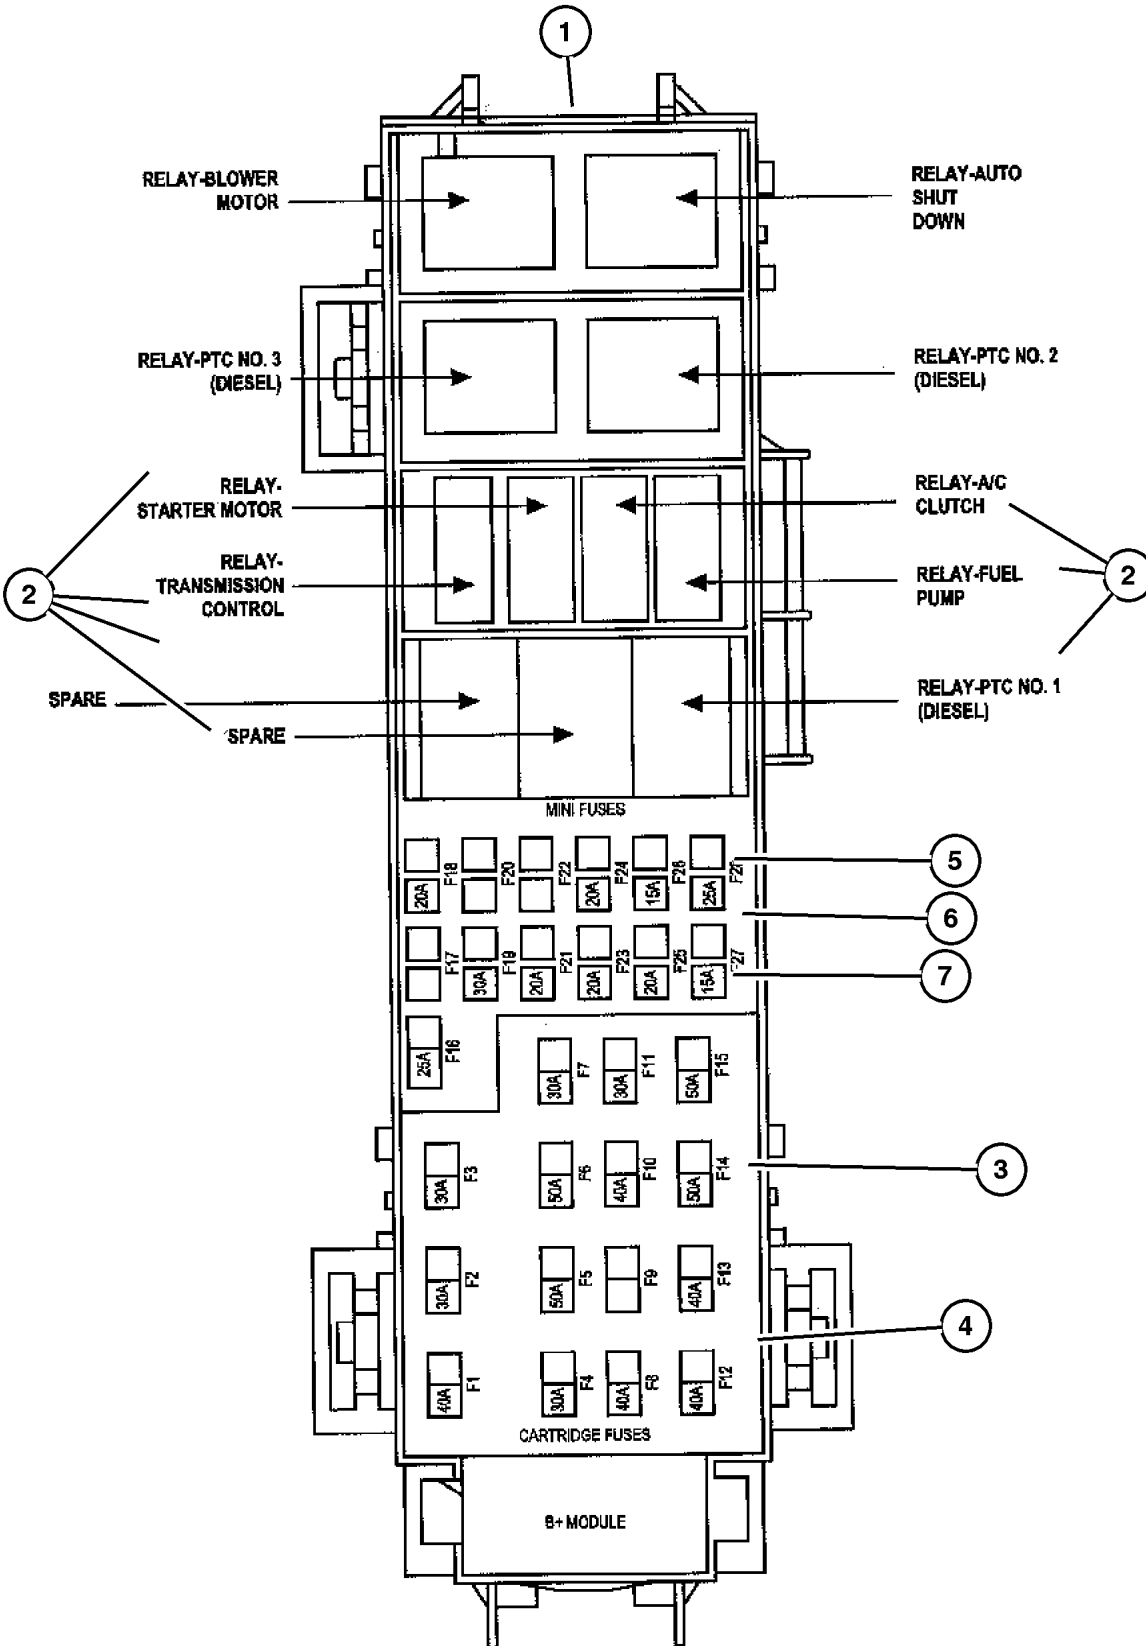 1
RELAY-BLOWER
MOTOR
RELAY-AUTO
SHUT
DOWN
RELAY-PTC NO. 3
(DIESEL)
RELAY-PTC NO. 2
(DIESEL)
RELAY-
STARTER MOTOR
RELAY-A/C
CLUTCH
2
RELAY-
TRANSMISSION
CONTROL
RELAY-FUEL
PUMP
2
SPARE
SPARE
RELAY-PTC NO. 1
(DIESEL)
MINI FUSES
F18 F20 F22 F24 F26
5
20A 20A 15A 25A
6
F17 F19 F21 F23 F25 F27
7
30A 20A 20A 20A 15A
F16
25A
F7 F11 F15
30A 30A 50A
F3 F6 F10 F14
3
30A 50A 40A 50A
F2 F5 F9 F13
30A 50A 40A
4
F1 F4 F8 F12
40A 30A 40A 40A
CARTRIDGE FUSES
B+ MODULE